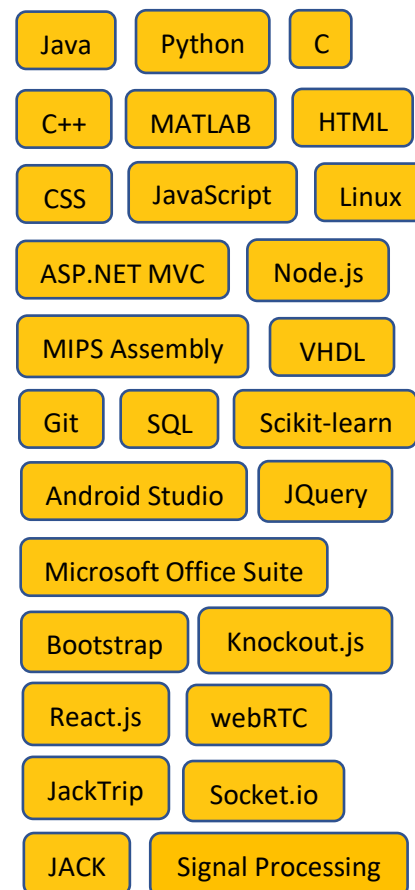 Java Python C
C++ MATLAB HTML
CSS JavaScript Linux
ASP.NET MVC Node.js
MIPS Assembly VHDL
Git SQL Scikit-learn
Android Studio JQuery
Microsoft Office Suite
Bootstrap Knockout.js
React.js webRTC
JackTrip Socket.io
JACK Signal Processing